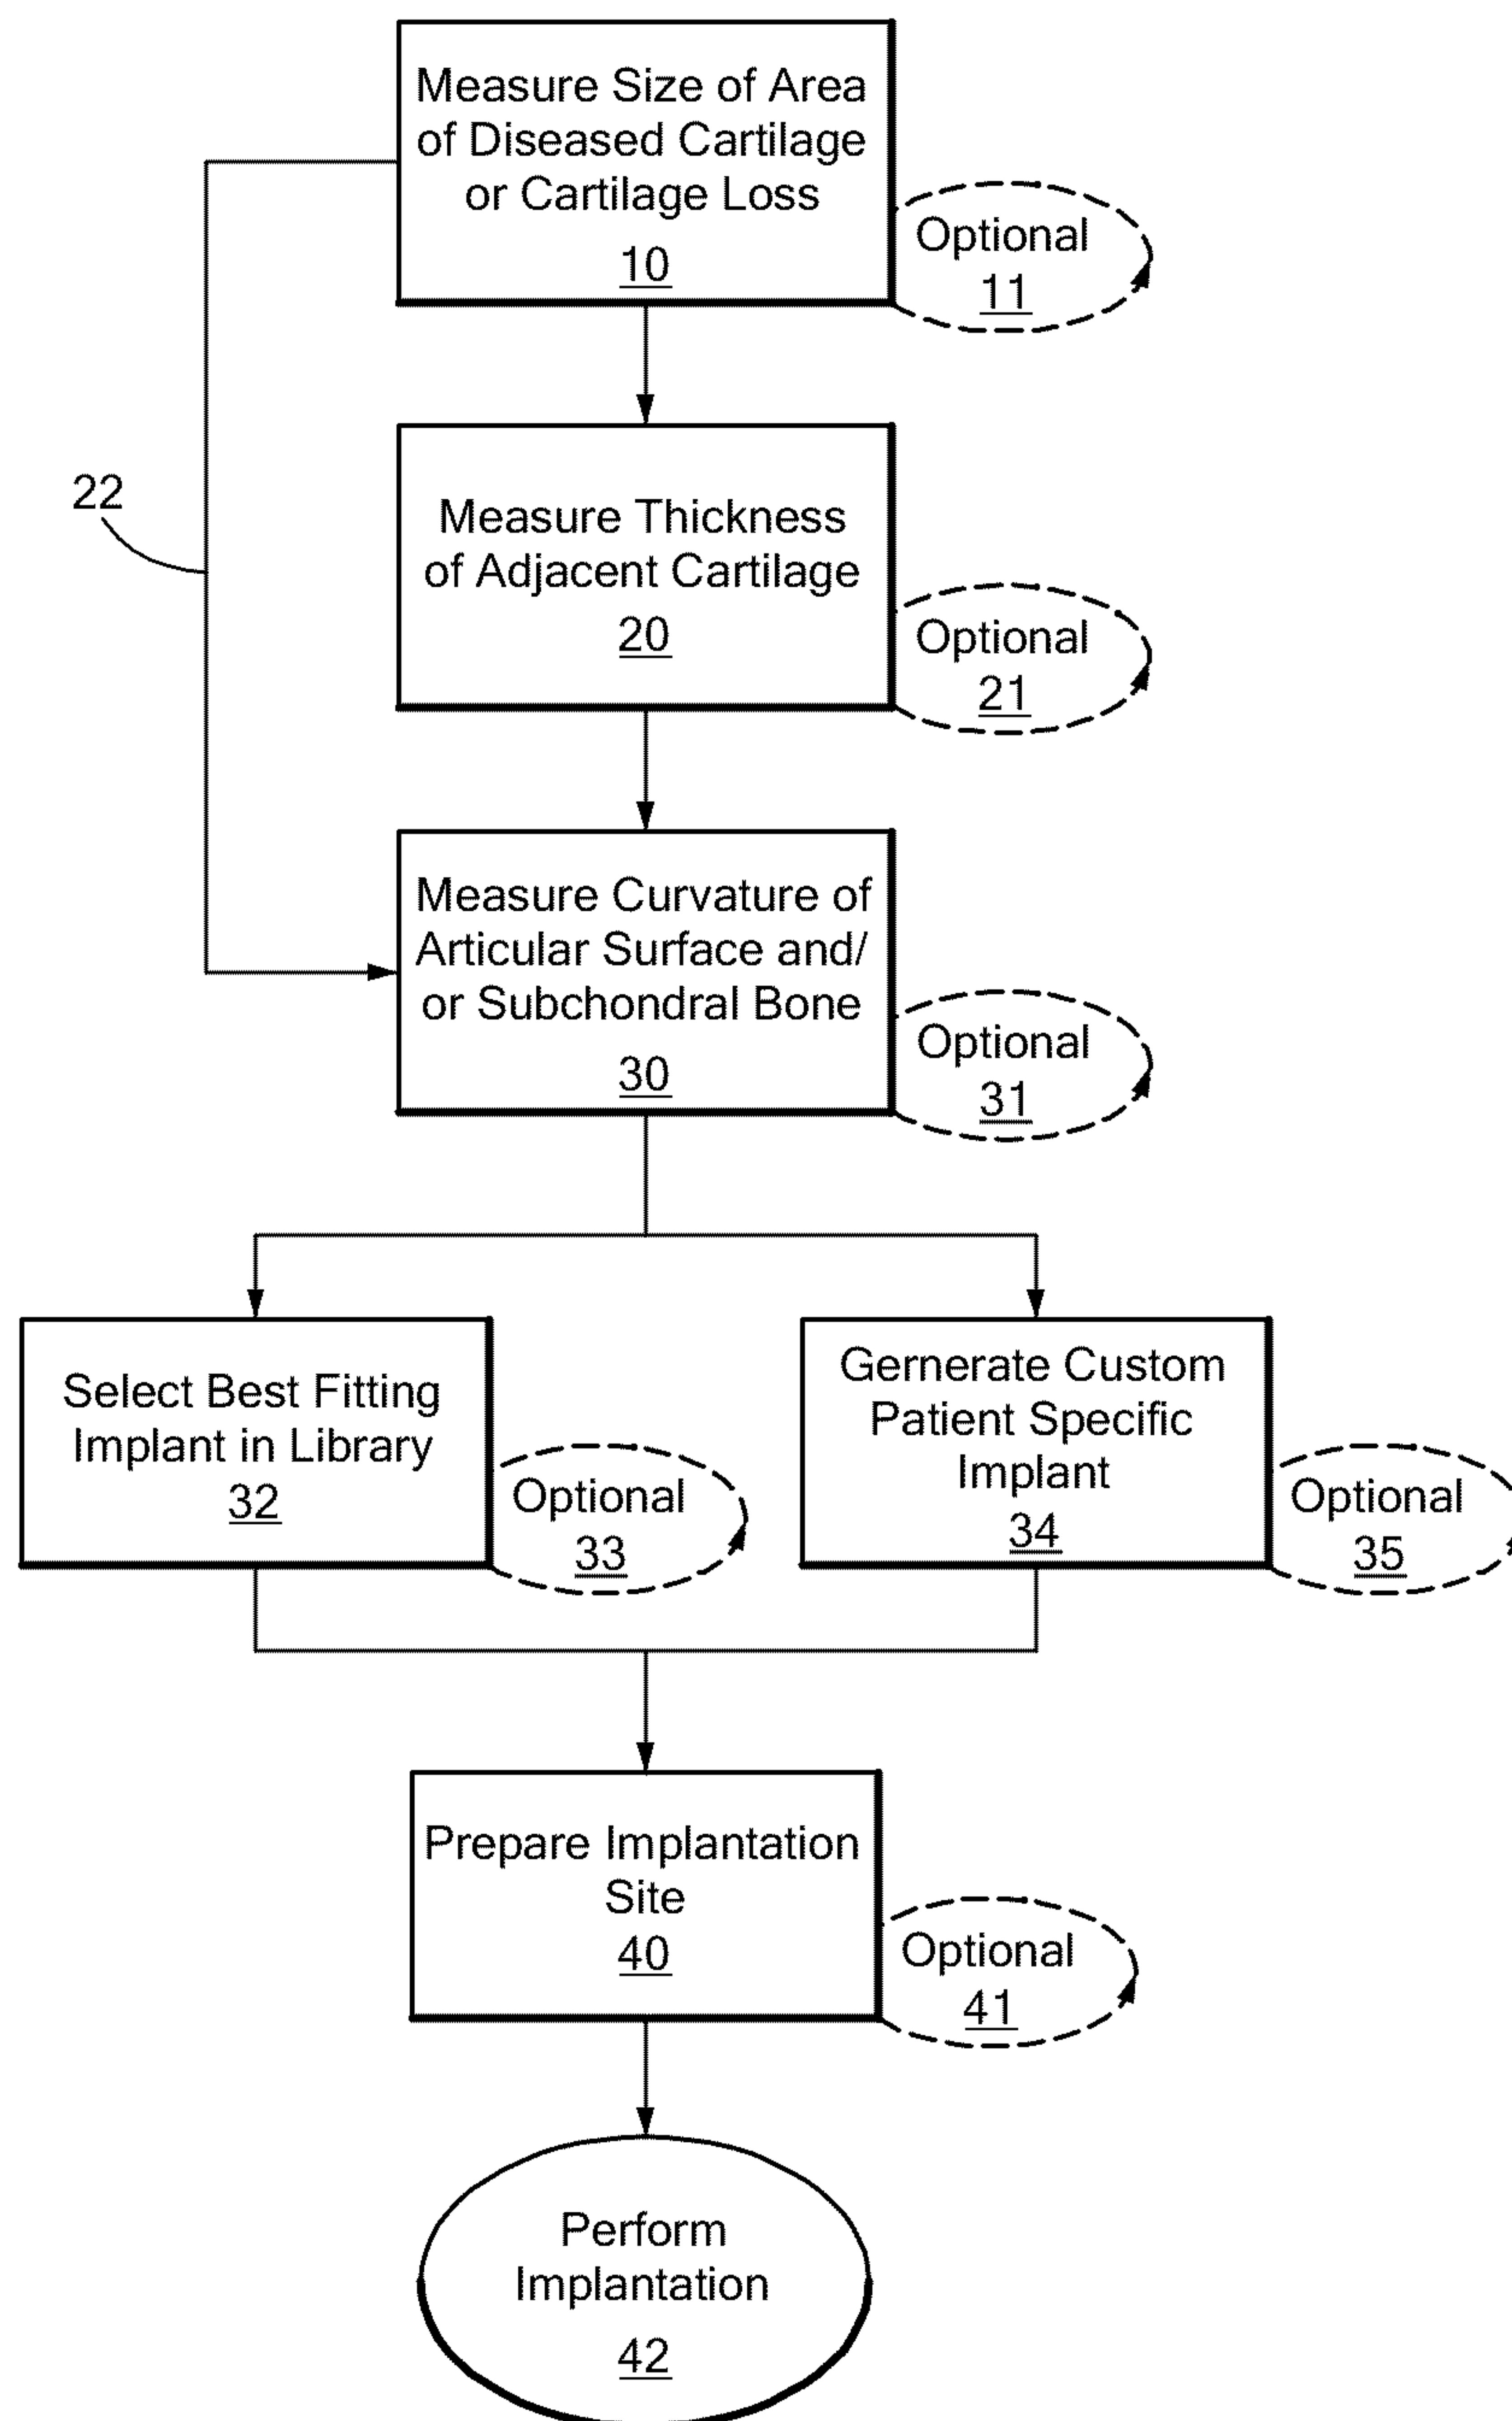 Measure Size of Area
of Diseased Cartilage
or Cartilage Loss
10
Optional
11
22
Measure Thickness
of Adjacent Cartilage
20
Optional
21
Measure Curvature of
Articular Surface and/
or Subchondral Bone
30
Optional
31
Select Best Fitting
Implant in Library
32
Optional
33
Gernerate Custom
Patient Specific
Implant
34
Optional
35
Prepare Implantation
Site
40
Optional
41
Perform
Implantation
42